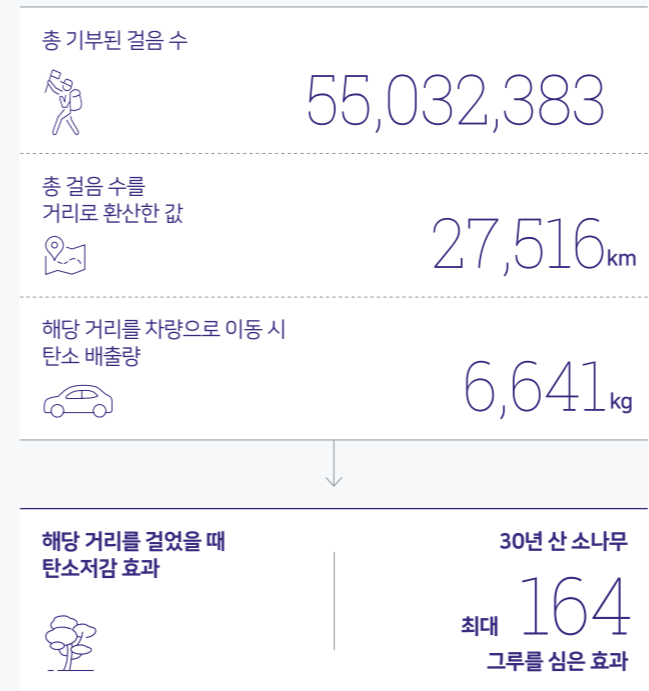 총 기부된 걸음 수
55,032,383
총 걸음 수를
거리로 환산한 값
27,516km
해당 거리를 차량으로 이동 시
탄소 배출량
6,641kg
해당 거리를 걸었을 때
탄소저감 효과
30년 산 소나무
최대 164
그루를 심은 효과